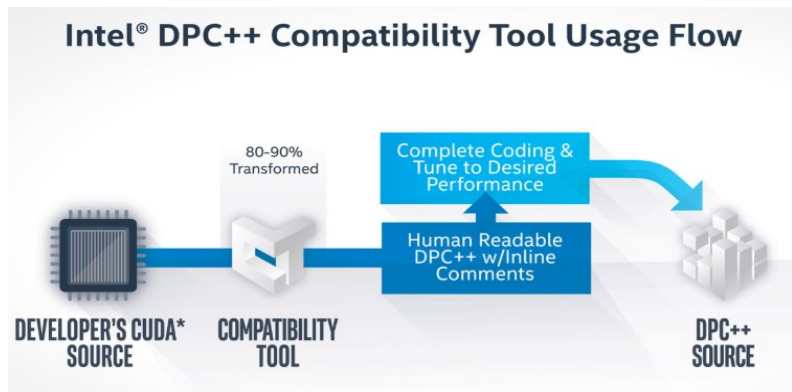 Intel® DPC++ Compatibility Tool Usage Flow
80-90%
Transformed
Complete Coding &
Tune to Desired
Performance
Human Readable
DPC++ w/Inline
Comments
DEVELOPER'S CUDA*
SOURCE
COMPATIBILITY
TOOL
DPC++
SOURCE